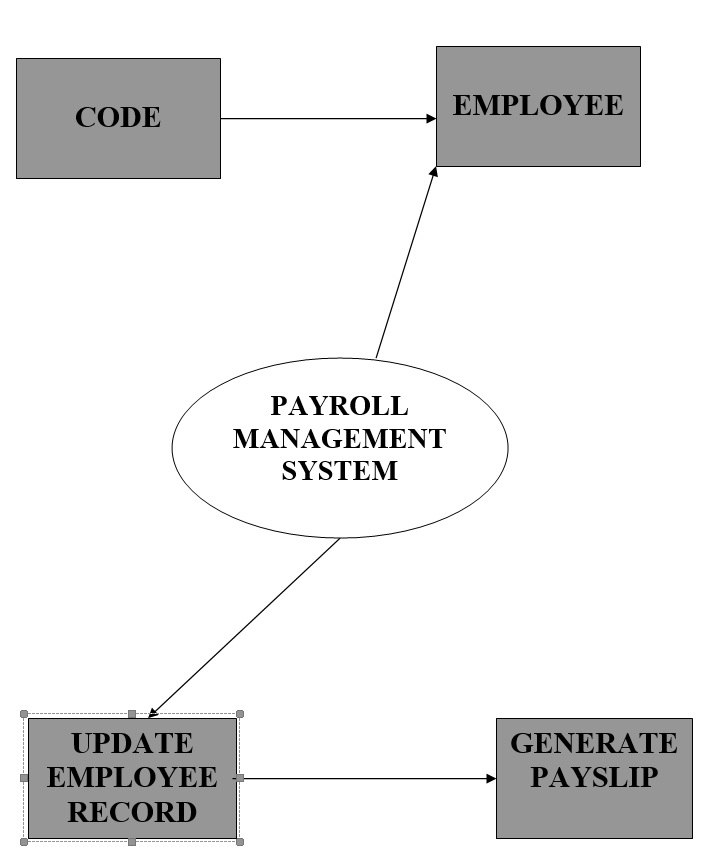 CODE
EMPLOYEE
PAYROLL
MANAGEMENT
SYSTEM
UPDATE
EMPLOYEE
RECORD
GENERATE
PAYSLIP